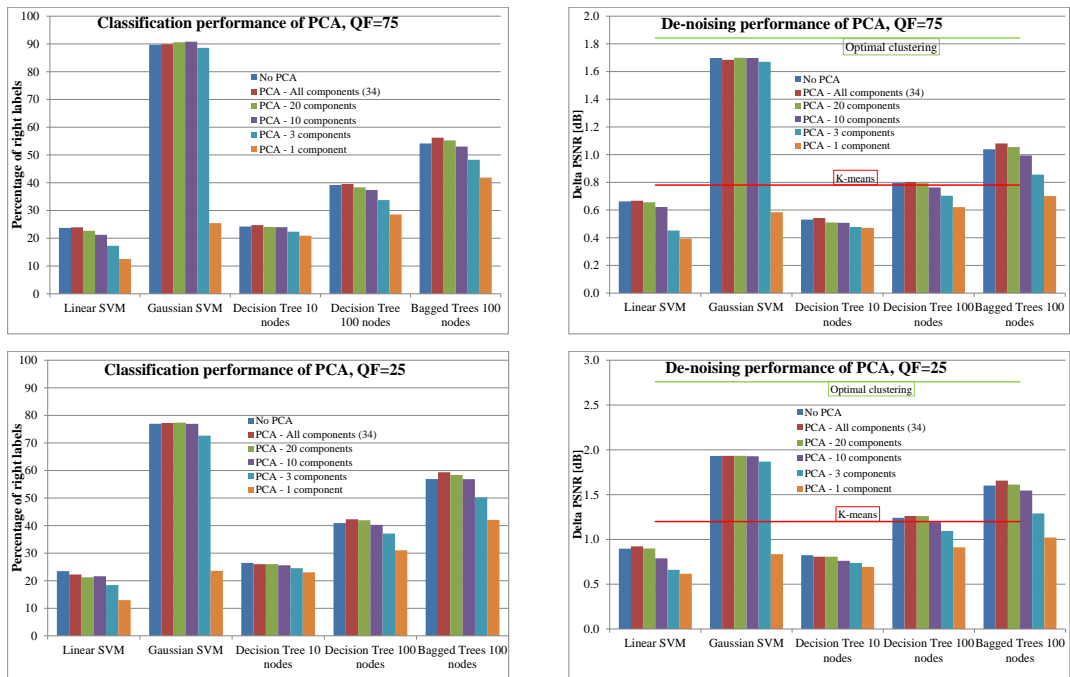 Classification performance of PCA, QF=75
Percentage of right labels
100
90
80
70
60
50
40
30
20
10
0
No PCA
PCA - All components (34)
PCA - 20 components
PCA - 10 components
PCA - 3 component
PCA - 1 component
Linear SVM
Gaussian SVM
Decision Tree 10
nodes
Decision Tree
100 nodes
Bagged Trees 100
nodes
De-noising performance of PCA, QF=75
Delta PSNR [dB]
2.0
1.8
1.6
1.4
1.2
1.0
0.8
0.6
0.4
0.2
0.0
Optimal clustering
No PCA
PCA - All components (34)
PCA - 20 components
PCA - 10 components
PCA - 3 components
PCA - 1 component
K-means
Linear SVM
Gaussian SVM
Decision Tree 10
nodes
Decision Tree 100
nodes
Bagged Trees 100
nodes
Classification performance of PCA, QF=25
Percentage of right labels
100
90
80
70
60
50
40
30
20
10
0
No PCA
PCA - All components (34)
PCA - 20 components
PCA - 10 components
PCA - 3 components
PCA - 1 component
Linear SVM
Gaussian SVM
Decision Tree 10
nodes
Decision Tree 100
nodes
Bagged Trees 100
nodes
De-noising performance of PCA, QF=25
Delta PSNR [dB]
3.0
2.5
2.0
1.5
1.0
0.5
0.0
Optimal clustering
No PCA
PCA - All components (34)
PCA - 20 components
PCA - 10 components
PCA - 3 components
PCA - 1 component
K-means
Linear SVM
Gaussian SVM
Decision Tree 10
nodes
Decision Tree 100
nodes
Bagged Trees 100
nodes